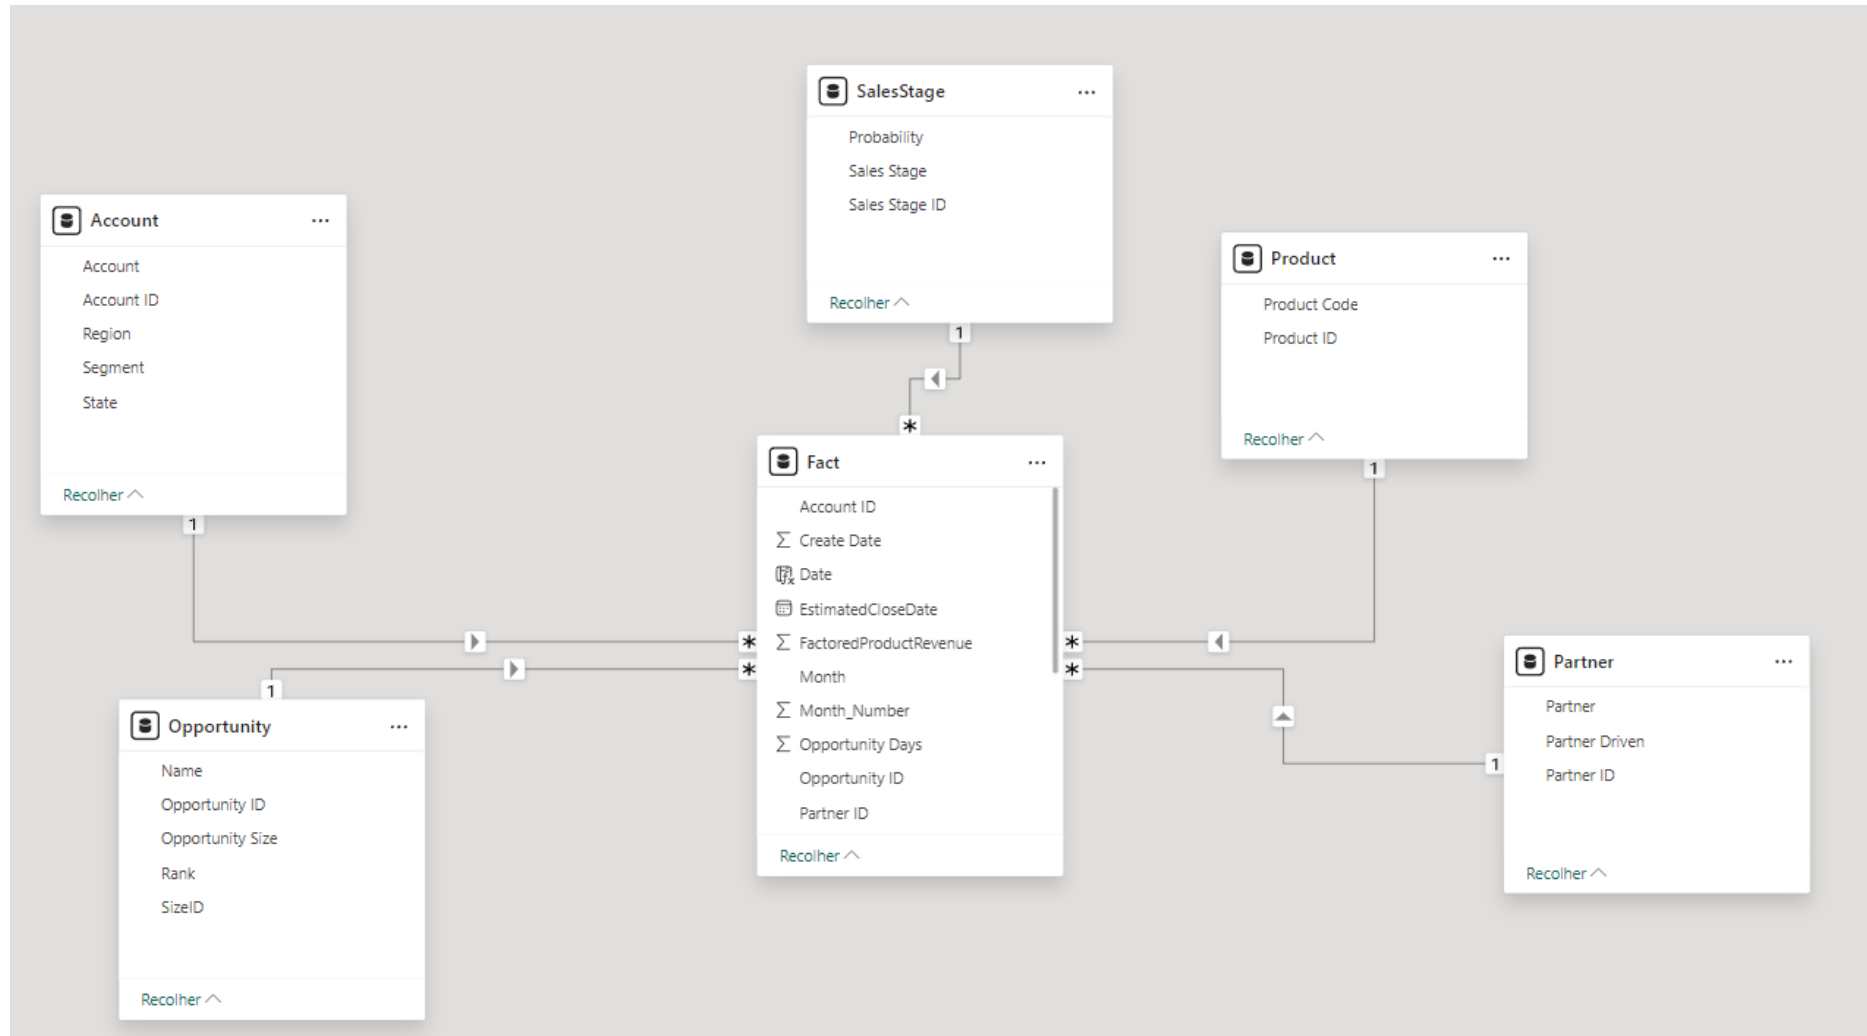 SalesStage
Probability
Sales Stage
Sales Stage ID
Recolher
1
*
Account
Account
Account ID
Region
Segment
State
Recolher
1
*
Product
Product Code
Product ID
Recolher
1
*
Fact
Account ID
Create Date
Date
EstimatedCloseDate
FactoredProductRevenue
Month
Month_Number
Opportunity Days
Opportunity ID
Partner ID
Recolher
Opportunity
Name
Opportunity ID
Opportunity Size
Rank
SizeID
Recolher
1
*
Partner
Partner
Partner Driven
Partner ID
Recolher
1
*